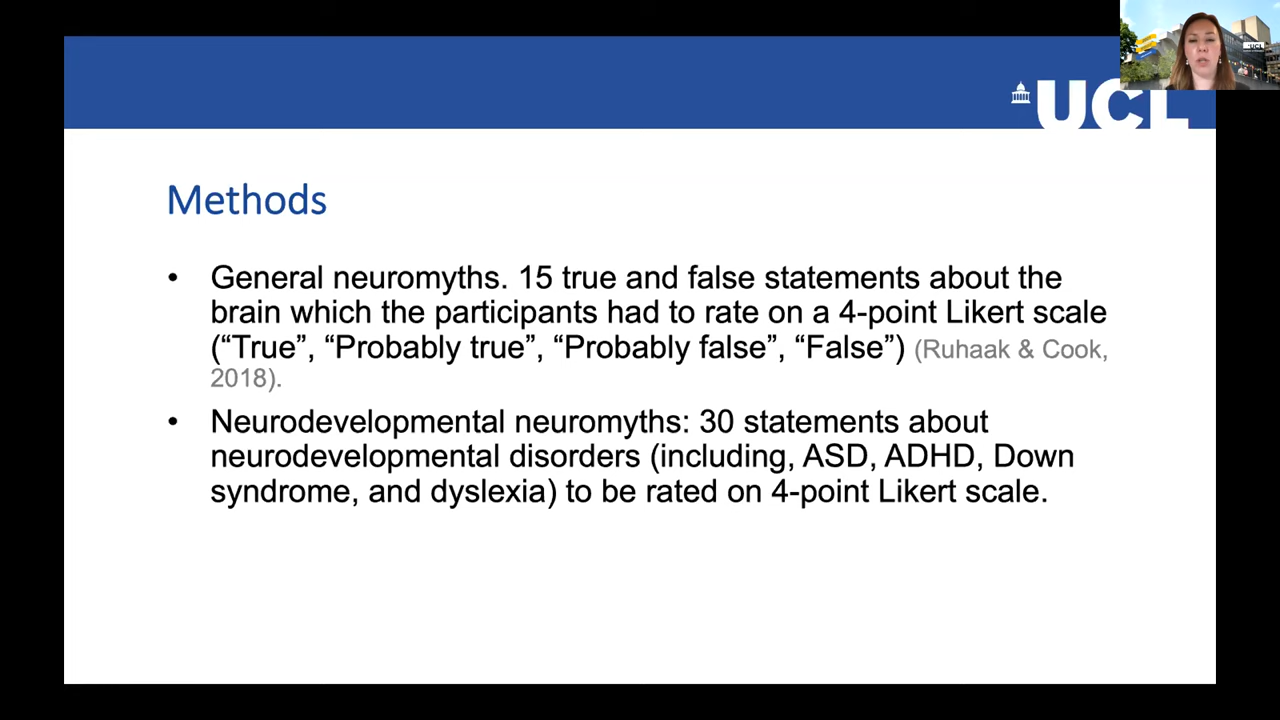 UCL
UCL
Methods
• General neuromyths. 15 true and false statements about the
brain which the participants had to rate on a 4-point Likert scale
(“True”, “Probably true”, “Probably false”, “False”) (Ruhaak & Cook,
2018).
• Neurodevelopmental neuromyths: 30 statements about
neurodevelopmental disorders (including, ASD, ADHD, Down
syndrome, and dyslexia) to be rated on 4-point Likert scale.